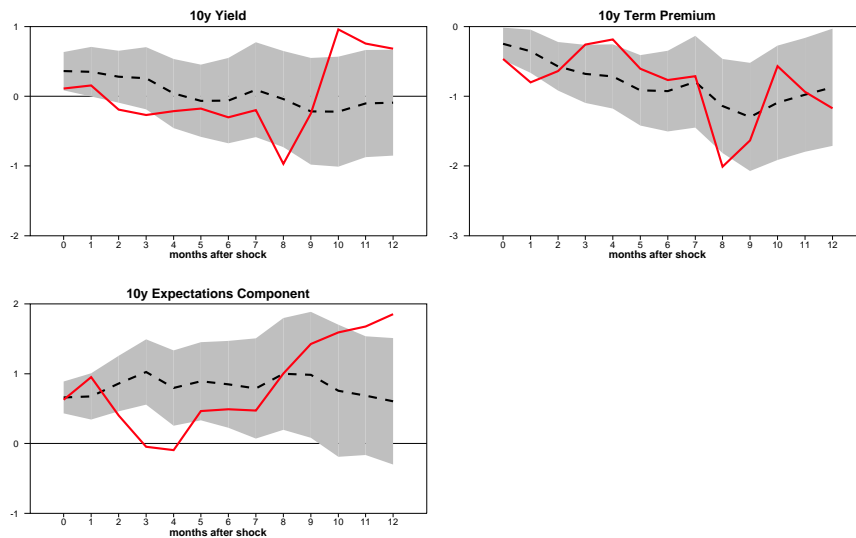 10y Yield
1
0
-1
-2
0 1 2 3 4 5 6 7 8 9 10 11 12
months after shock
10y Term Premium
0
-1
-2
-3
0 1 2 3 4 5 6 7 8 9 10 11 12
months after shock
10y Expectations Component
2
1
0
-1
0 1 2 3 4 5 6 7 8 9 10 11 12
months after shock